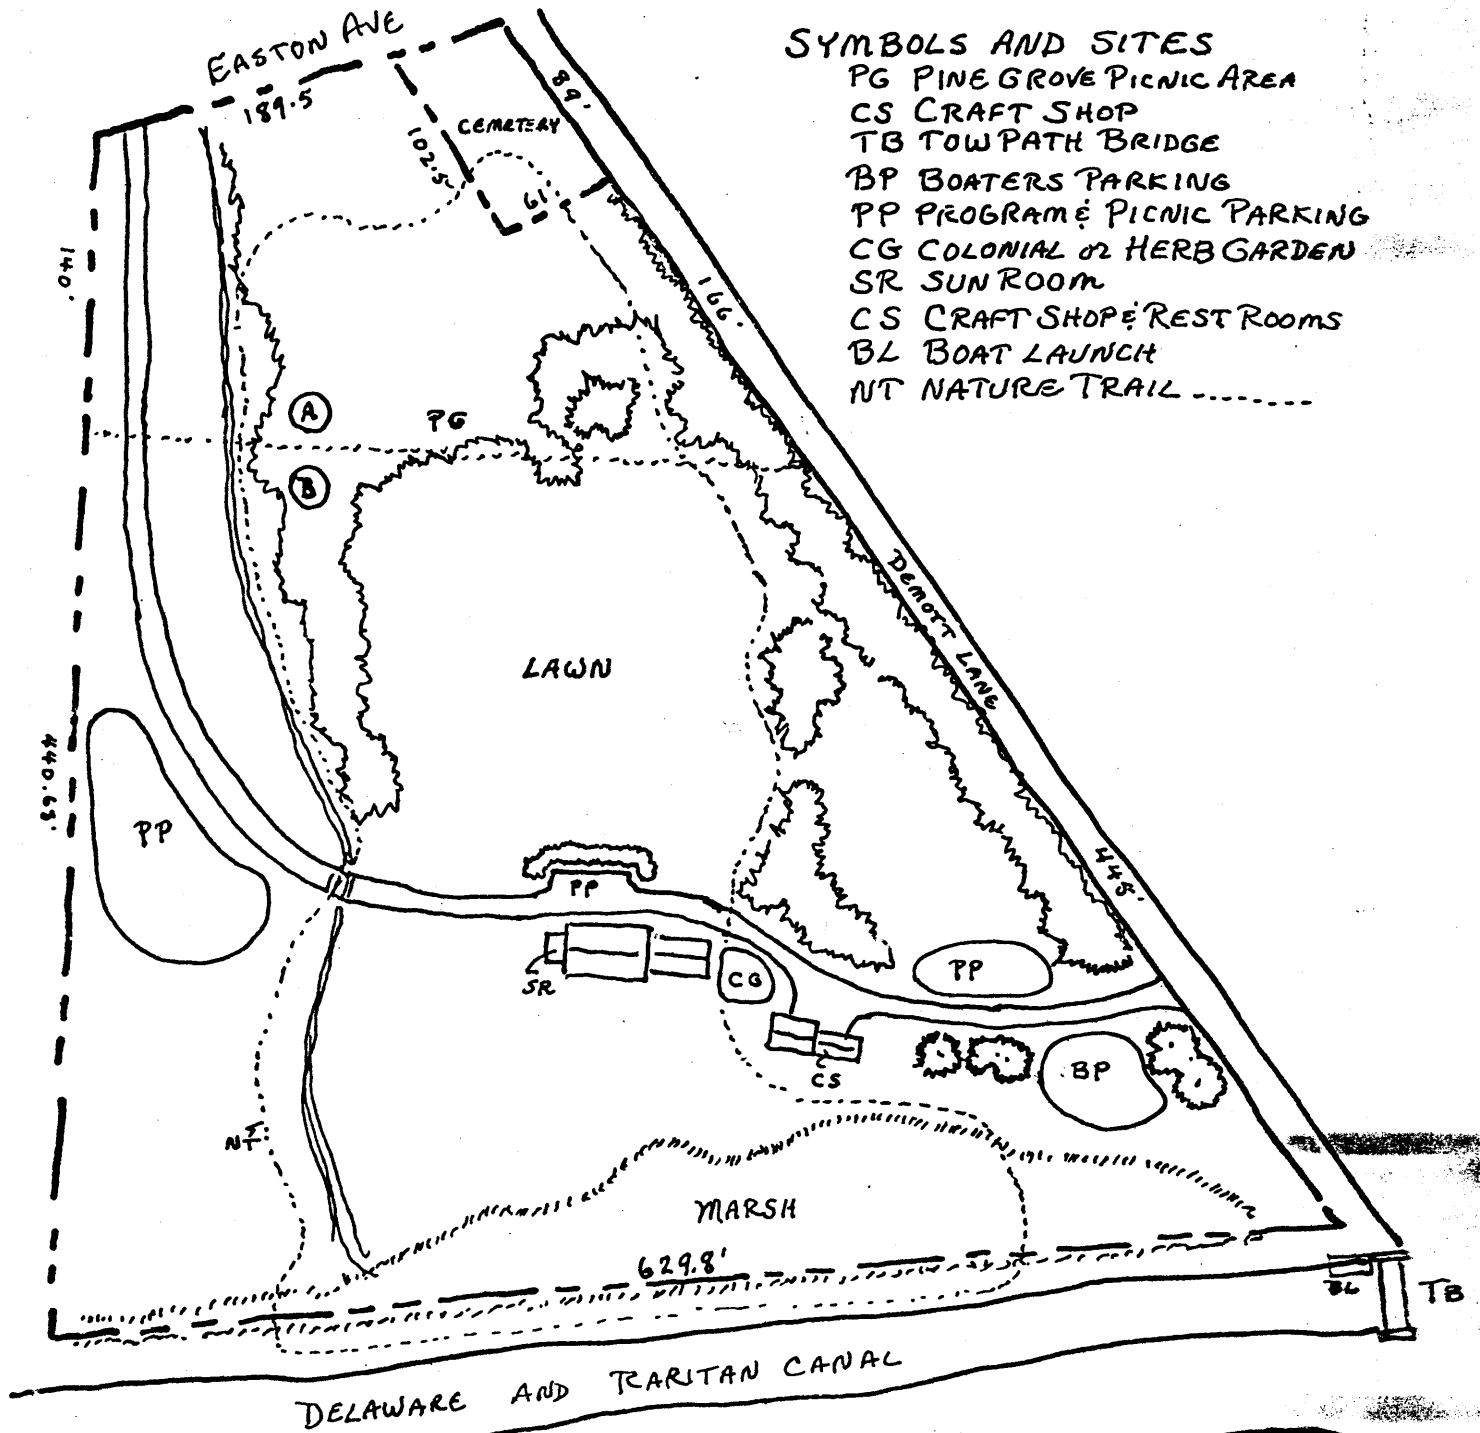 EASTON AVE
189.5
89'
CEMETERY
102.5
61
166'
140'
SYMBOLS AND SITES
PG PINE GROVE PICNIC AREA
CS CRAFT SHOP
TB TOW PATH BRIDGE
BP BOATERS PARKING
PP PROGRAM & PICNIC PARKING
CG COLONIAL or HERB GARDEN
SR SUN ROOM
CS CRAFT SHOP & REST ROOMS
BL BOAT LAUNCH
NT NATURE TRAIL --------
A
PG
B
DEMOTT LANE
LAWN
440.63'
PP
445'
PP
SR
CG
PP
CS
BP
NT
MARSH
629.8'
BL
TB
DELAWARE AND RARITAN CANAL